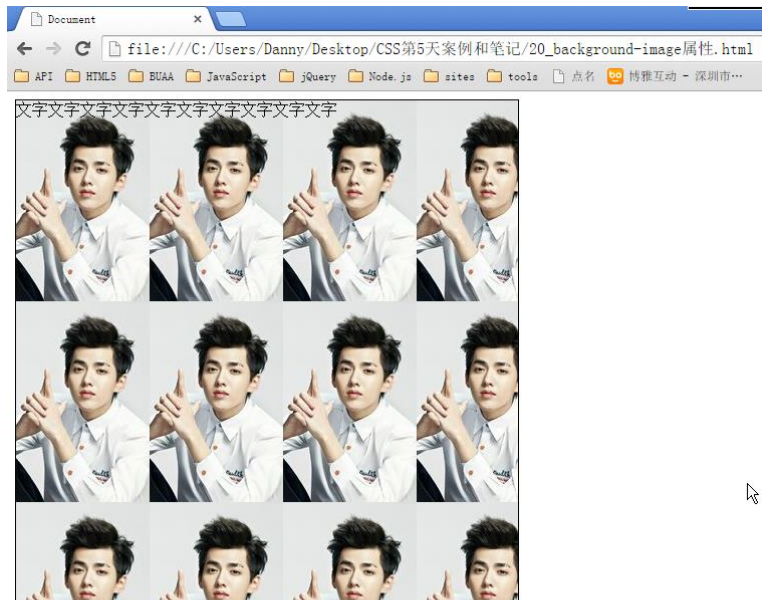 Document
file:///C:/Users/Danny/Desktop/CSS第5天案例和笔记/20_background-image属性.html
API HTML5 BUAA JavaScript jQuery Node.js sites tools 点名 博雅互动 - 深圳市…
文字文字文字文字文字文字文字文字文字文字